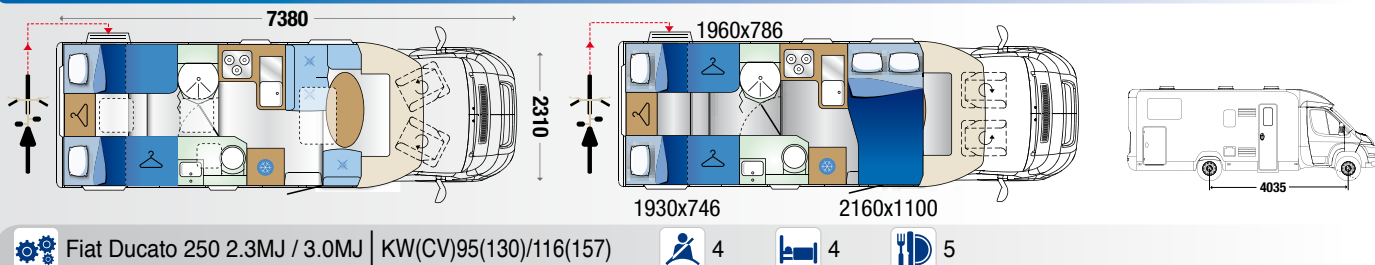 7380
2310
1960x786
1930x746
2160x1100
4035
Fiat Ducato 250 2.3MJ / 3.0MJ | KW(CV)95(130)/116(157)
4
4
5